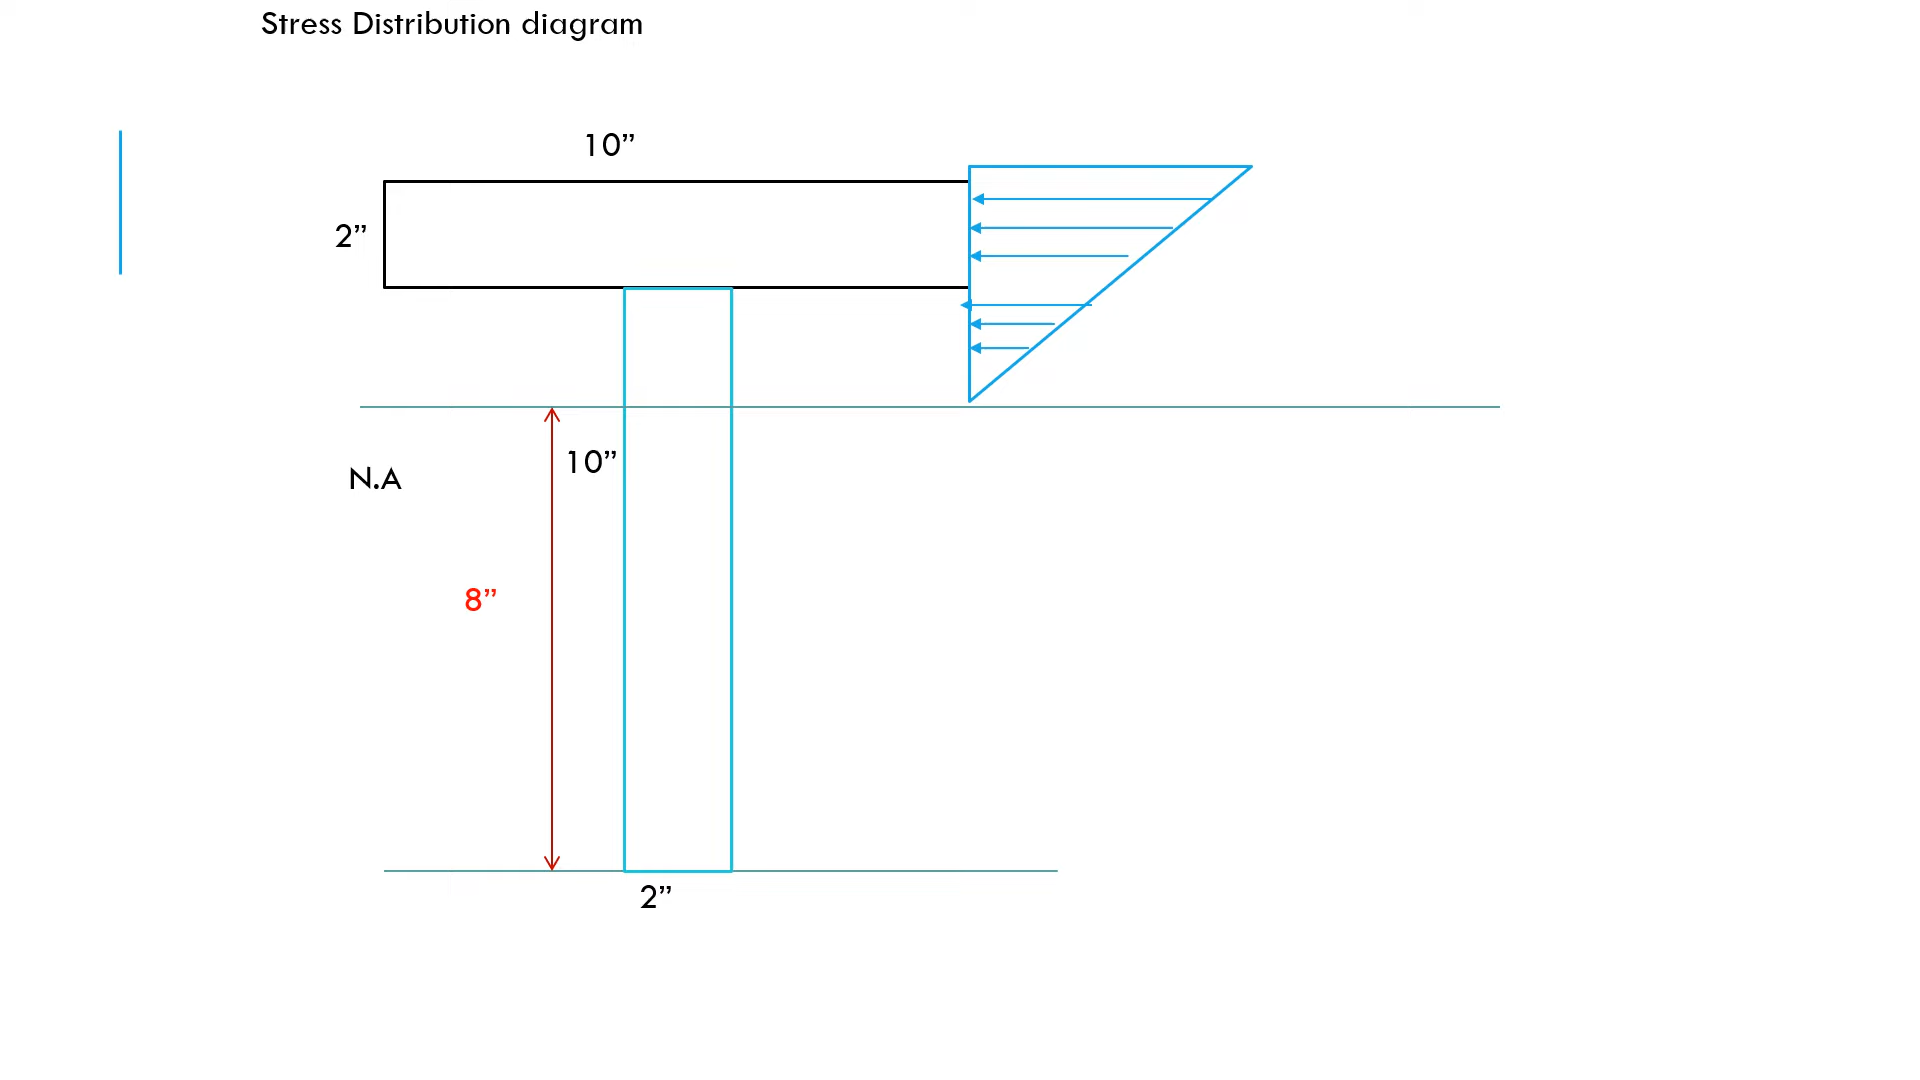 Stress Distribution diagram
10”
2”
10”
N.A
8”
2”